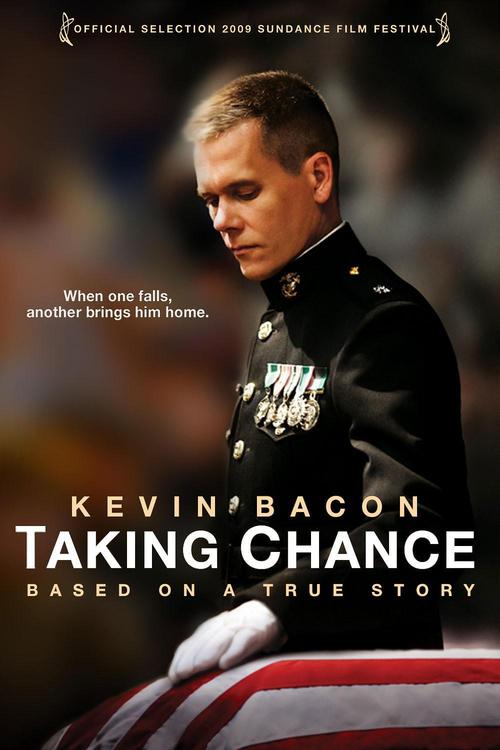 OFFICIAL SELECTION 2009 SUNDANCE FILM FESTIVAL
When one falls,
another brings him home.
KEVIN BACON
TAKING CHANCE
BASED ON A TRUE STORY